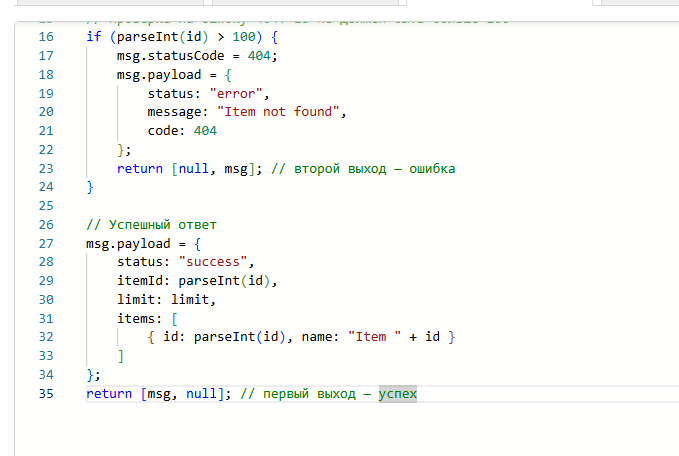 16 if (parseInt(id) > 100) {
17 msg.statusCode = 404;
18 msg.payload = {
19 status: "error",
20 message: "Item not found",
21 code: 404
22 };
23 return [null, msg]; // второй выход — ошибка
24 }
25
26 // Успешный ответ
27 msg.payload = {
28 status: "success",
29 itemId: parseInt(id),
30 limit: limit,
31 items: [
32 { id: parseInt(id), name: "Item " + id }
33 ]
34 };
35 return [msg, null]; // первый выход — успех